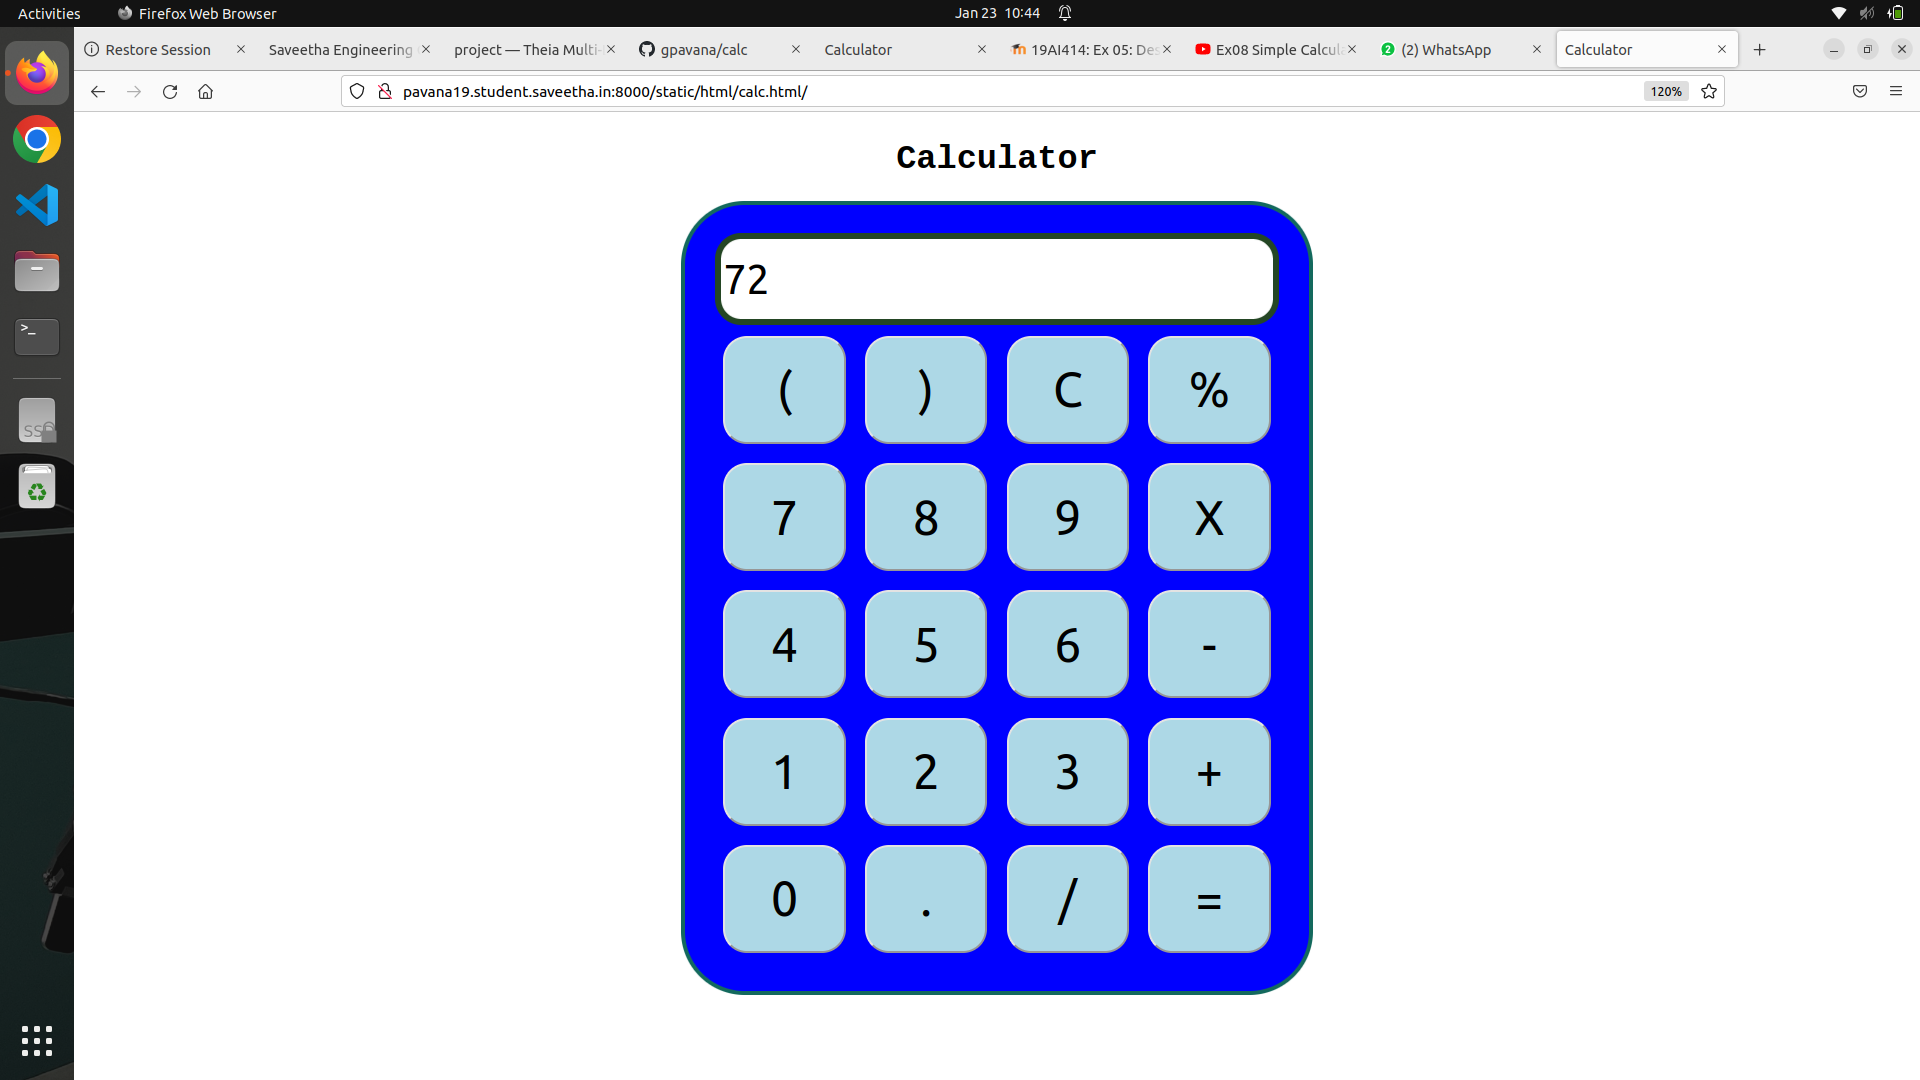 Activities Firefox Web Browser Jan 23 10:44
Restore Session Saveetha Engineering project — Theia Multi- gpavana/calc Calculator 19AI414: Ex 05: Des Ex08 Simple Calcul (2) WhatsApp Calculator
pavana19.student.saveetha.in:8000/static/html/calc.html/ 120%
Calculator
72
( ) C %
7 8 9 X
4 5 6 -
1 2 3 +
0 . / =
>_
SS